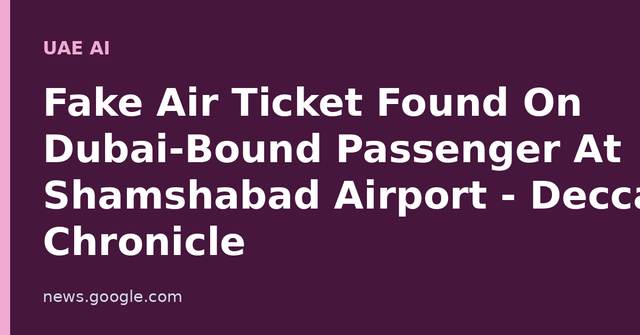 UAE AI
Fake Air Ticket Found On
Dubai-Bound Passenger At
Shamshabad Airport - Decca
Chronicle
news.google.com